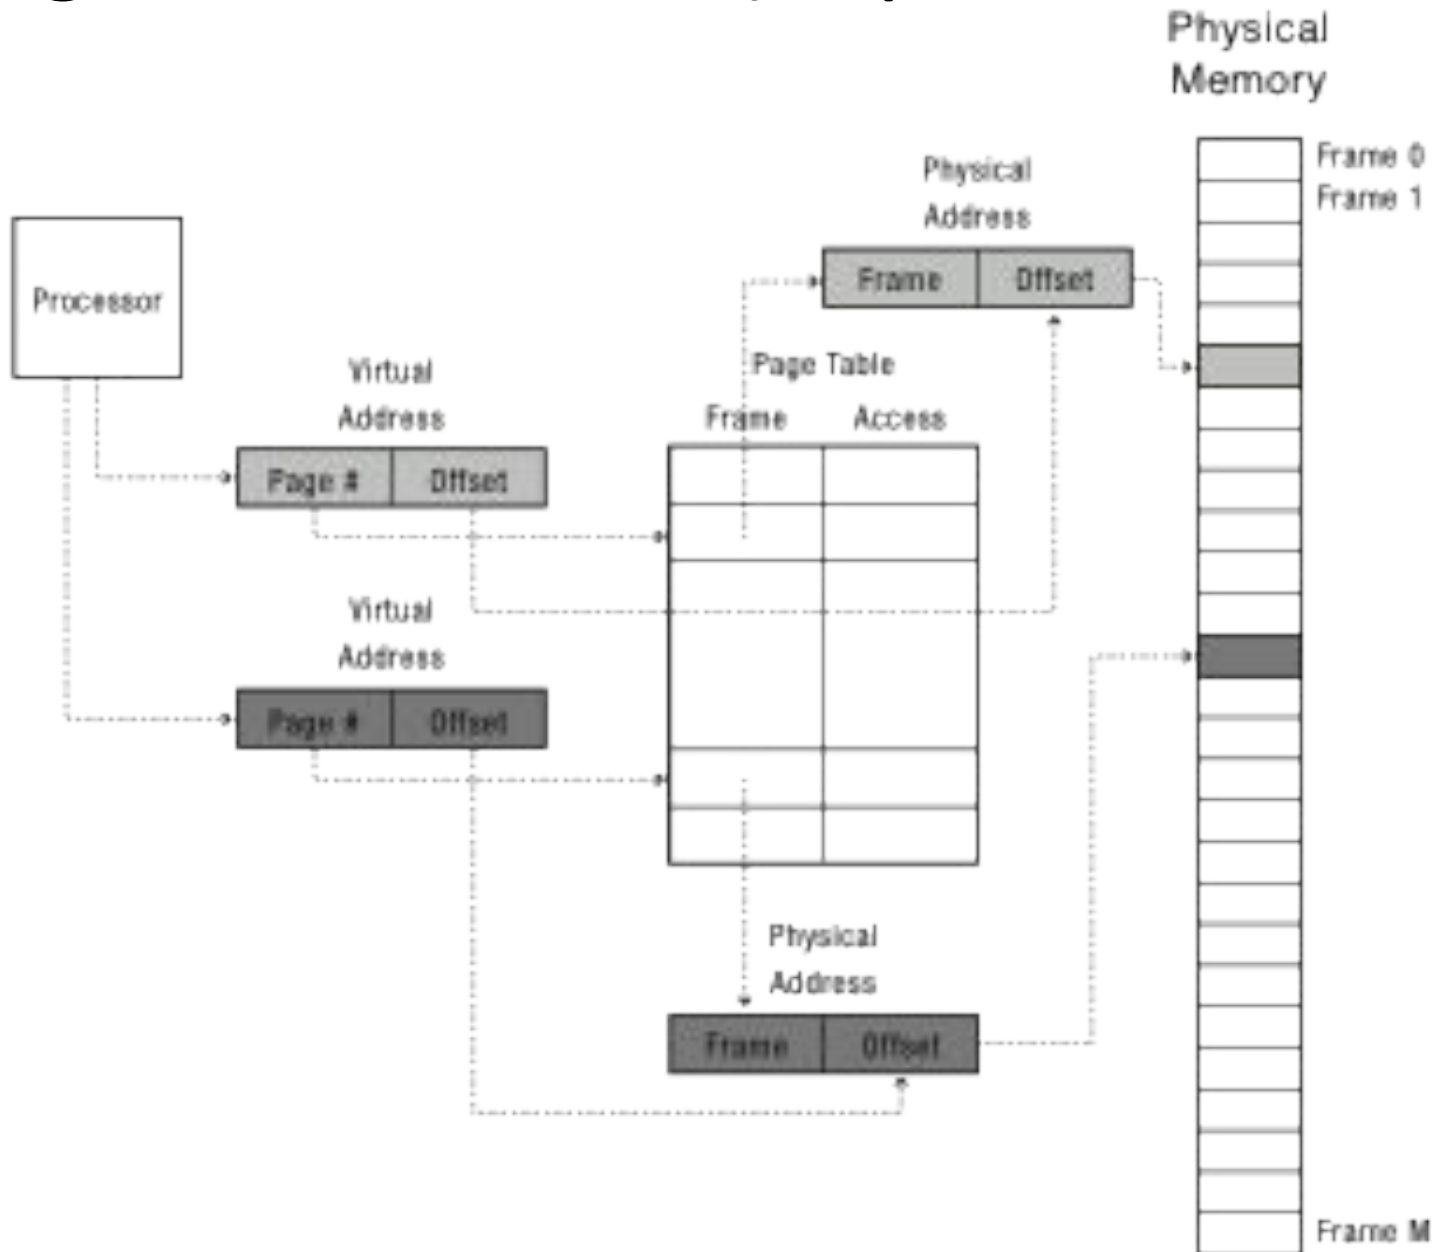 Physical
Memory
Frame 0
Frame 1
Physical
Address
Frame Offset
Processor
Virtual
Address
Page Table
Frame Access
Page # Offset
Virtual
Address
Page # Offset
Physical
Address
Frame Offset
Frame M